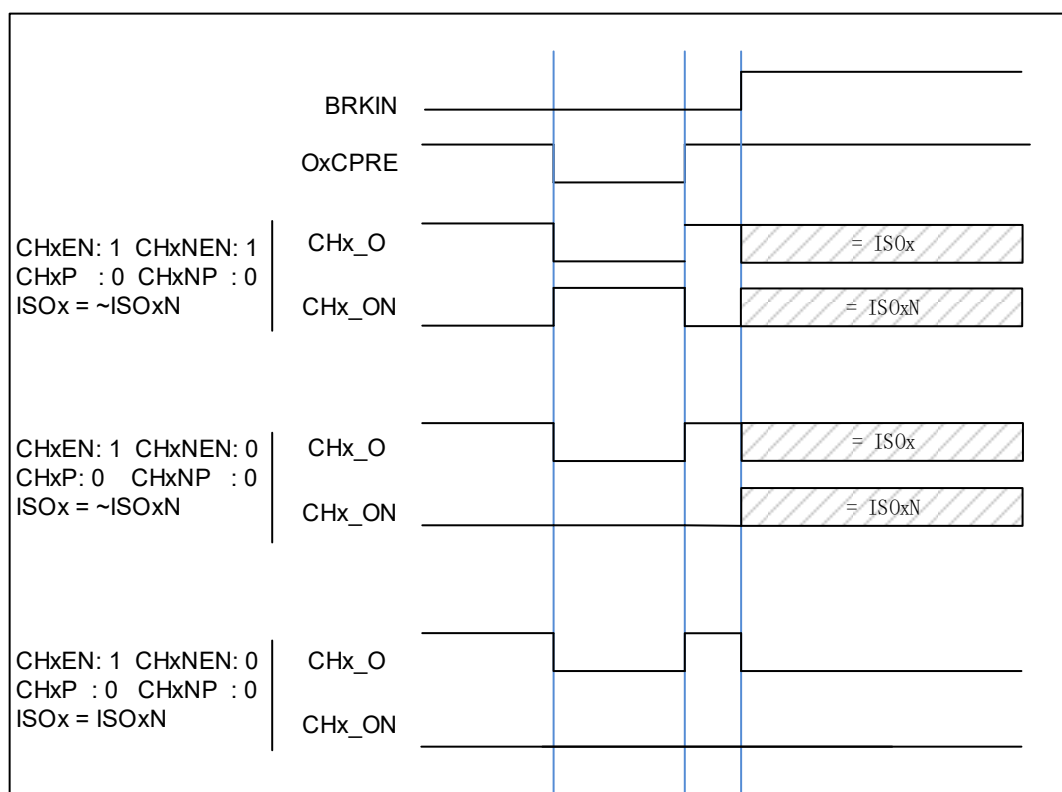 BRKIN
OxCPRE
CHxEN: 1 CHxNEN: 1
CHxP : 0 CHxNP : 0
ISOx = ~ISOxN
CHx_O
= ISOx
CHx_ON
= ISOxN
CHxEN: 1 CHxNEN: 0
CHxP: 0 CHxNP : 0
ISOx = ~ISOxN
CHx_O
= ISOx
CHx_ON
= ISOxN
CHxEN: 1 CHxNEN: 0
CHxP : 0 CHxNP : 0
ISOx = ISOxN
CHx_O
CHx_ON